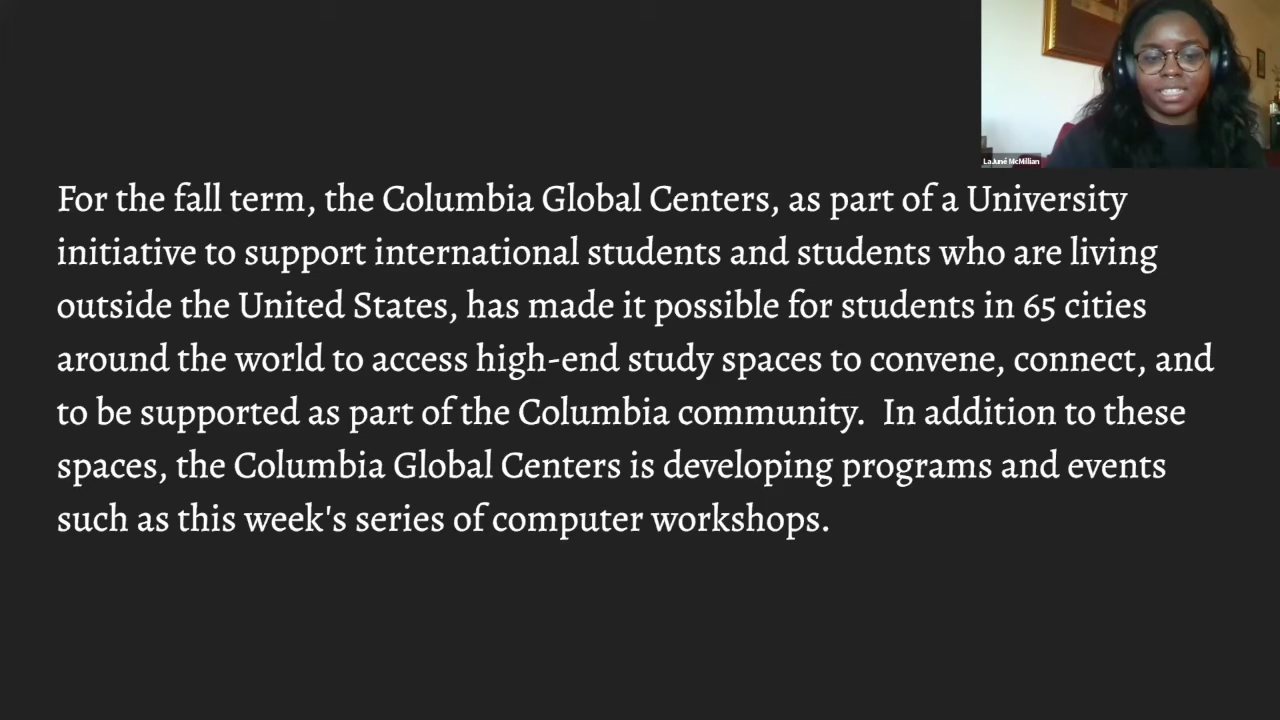 LaJuné McMillian
For the fall term, the Columbia Global Centers, as part of a University
initiative to support international students and students who are living
outside the United States, has made it possible for students in 65 cities
around the world to access high-end study spaces to convene, connect, and
to be supported as part of the Columbia community.  In addition to these
spaces, the Columbia Global Centers is developing programs and events
such as this week's series of computer workshops.